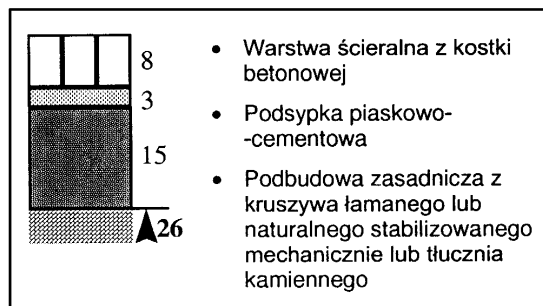 8
3
15
26
• Warstwa ścieralna z kostki
betonowej
• Podsypka piaskowo-
-cementowa
• Podbudowa zasadnicza z
kruszywa łamanego lub
naturalnego stabilizowanego
mechanicznie lub tłucznia
kamiennego